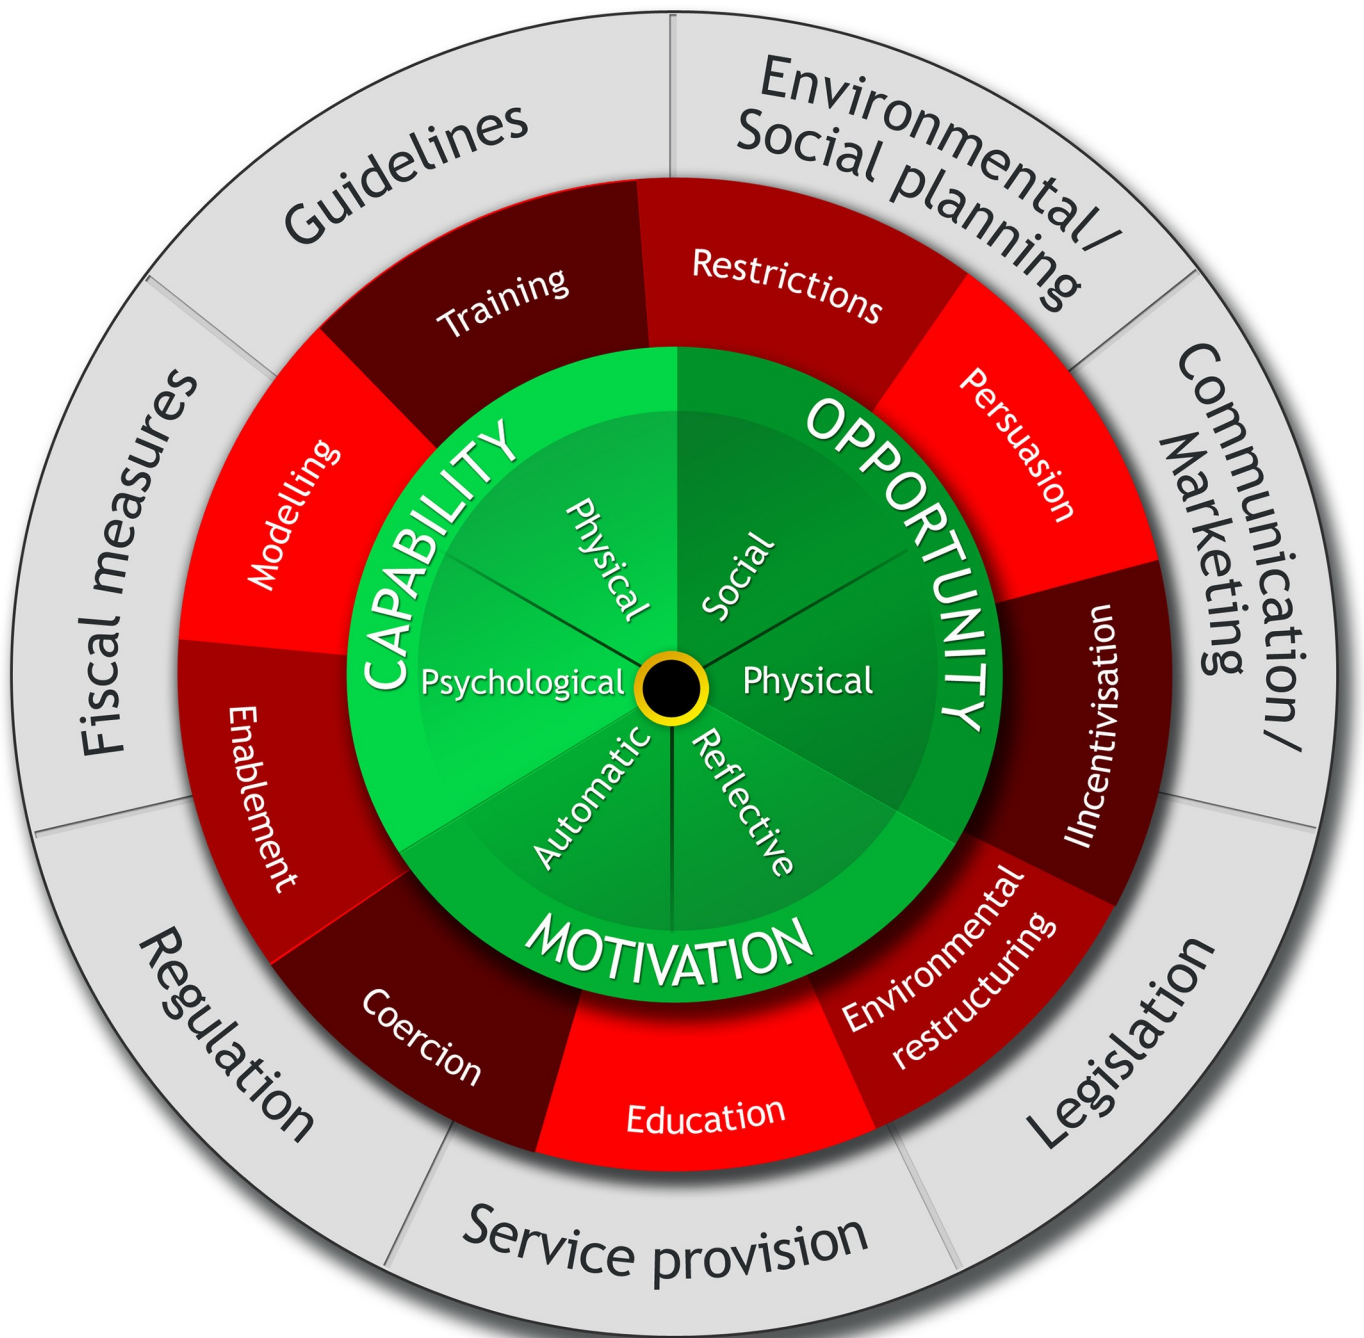 Guidelines
Environmental/
Social planning
Communication/
Marketing
Legislation
Service provision
Regulation
Fiscal measures
Training
Restrictions
Persuasion
IIncentivisation
Environmental
restructuring
Education
Coercion
Enablement
Modelling
CAPABILITY
OPPORTUNITY
MOTIVATION
Physical
Social
Physical
Reflective
Automatic
Psychological